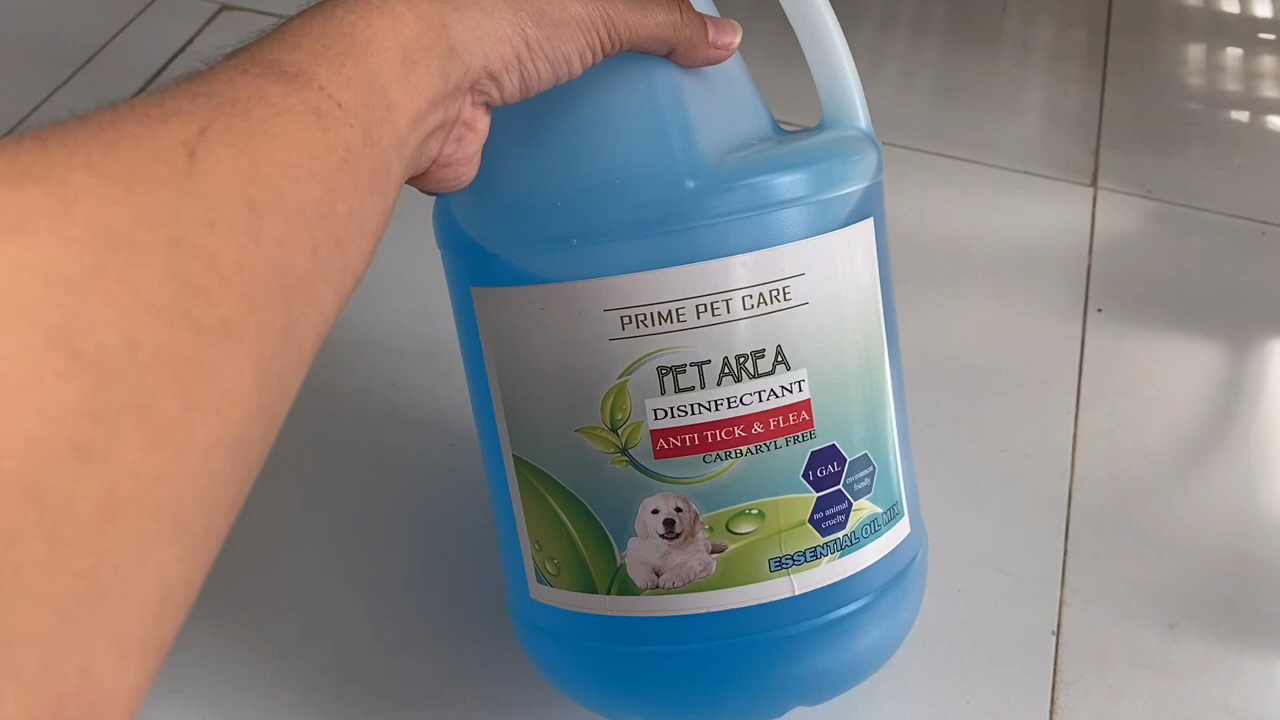 PRIME PET CARE
PET AREA
DISINFECTANT
ANTI TICK & FLEA
CARBARYL FREE
1 GAL
environment
friendly
no animal
cruelty
ESSENTIAL OIL MIX